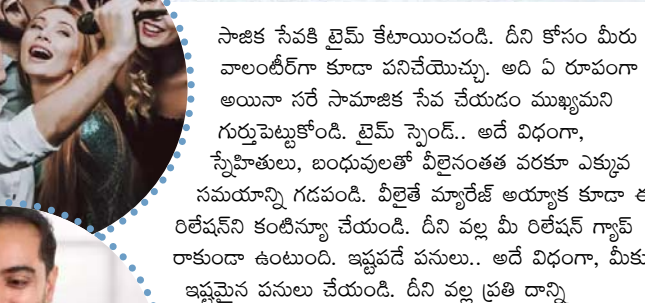 సాజిక సేవకి టైమ్ కేటాయించండి. దీని కోసం మీరు
వాలంటీర్‌గా కూడా పనిచేయొచ్చు. అది ఏ రూపంగా
అయినా సరే సామాజిక సేవ చేయడం ముఖ్యమని
గుర్తుపెట్టుకోండి. టైమ్ స్పెండ్.. అదే విధంగా,
స్నేహితులు, బంధువులతో వీలైనంతత వరకూ ఎక్కువ
సమయాన్ని గడపండి. వీలైతే మ్యారేజ్ అయ్యాక కూడా ఈ
రిలేషన్‌ని కంటిన్యూ చేయండి. దీని వల్ల మీ రిలేషన్ గ్యాప్
రాకుండా ఉంటుంది. ఇష్టపడే పనులు.. అదే విధంగా, మీకు
ఇష్టమైన పనులు చేయండి. దీని వల్ల ప్రతి దాన్ని